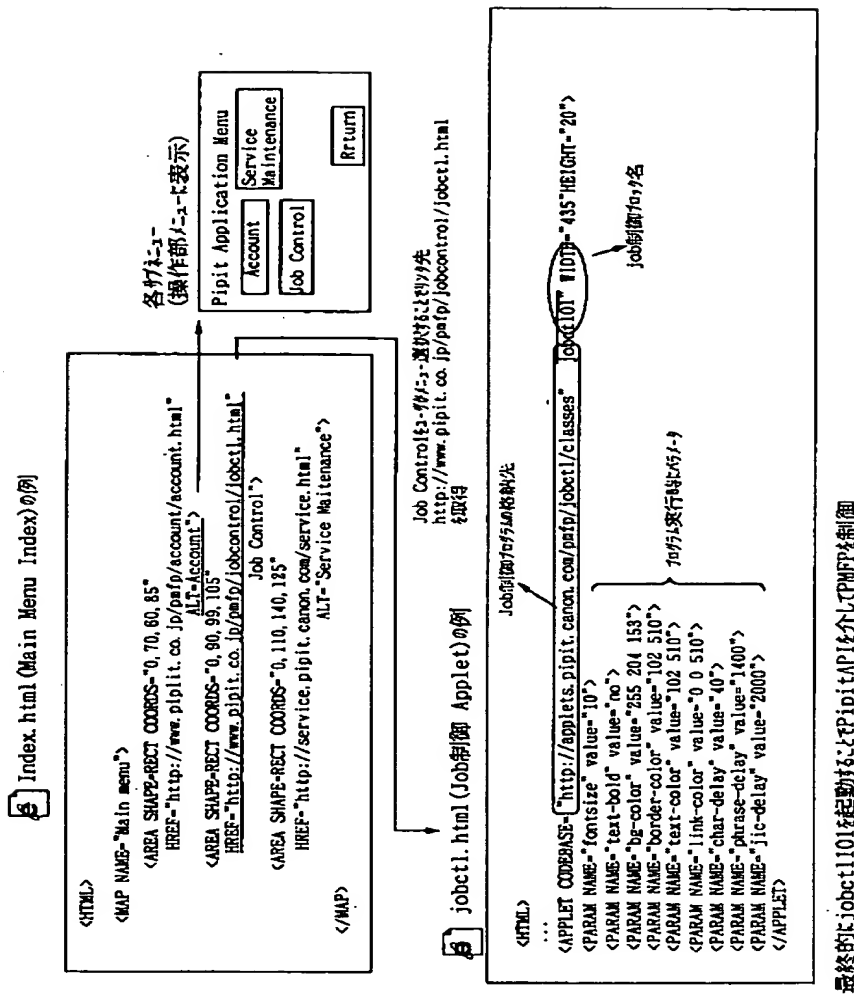 Index.html(Main Menu Index)の例
<HTML>
<MAP NAME="Main menu">
<AREA SHAPE=RECT COORDS="0,70,60,85"
HREF="http://www.piplit.co.jp/pmfp/account/account.html"
ALT=Account">
<AREA SHAPE=RECT COORDS="0,90,99,105"
HREF="http://www.pipit.co.jp/pmfp/jobcontrol/jobctl.html"
Job Control">
<AREA SHAPE=RECT COORDS="0,110,140,125"
HREF="http://service.pipit.canon.com/service.html"
ALT="Service Maitenance">
</MAP>
各サブメニュー
(操作部メニューに表示)
Pipit Application Menu
Account
Service
Maintenance
Job Control
Rrturn
Job Controlをユーザがメニュー選択することでリンク先
http://www.pipit.co.jp/pmfp/jobcontrol/jobctl.html
を取得
jobctl.html(Job制御 Applet)の例
Job制御プログラムの格納先
<HTML>
...
<APPLET CODEBASE="http://applets.pipit.canon.com/pmfp/jobctl/classes" jobctl01" WIDTH="435"HEIGHT="20">
<PARAM NAME="fontsize" value="10">
<PARAM NAME="text-bold" value="no">
<PARAM NAME="bg-color" value="255 204 153">
<PARAM NAME="border-color" value="102 510">
<PARAM NAME="text-color" value="102 510">
<PARAM NAME="link-color" value="0 0 510">
<PARAM NAME="char-delay" value="40">
<PARAM NAME="phrase-delay" value="1400">
<PARAM NAME="jic-delay" value="2000">
</APPLET>
プログラム実行時にパラメータ
job制御ブロック名
最終的にjobctl101を起動することでPipitAPIを介してPMFPを制御